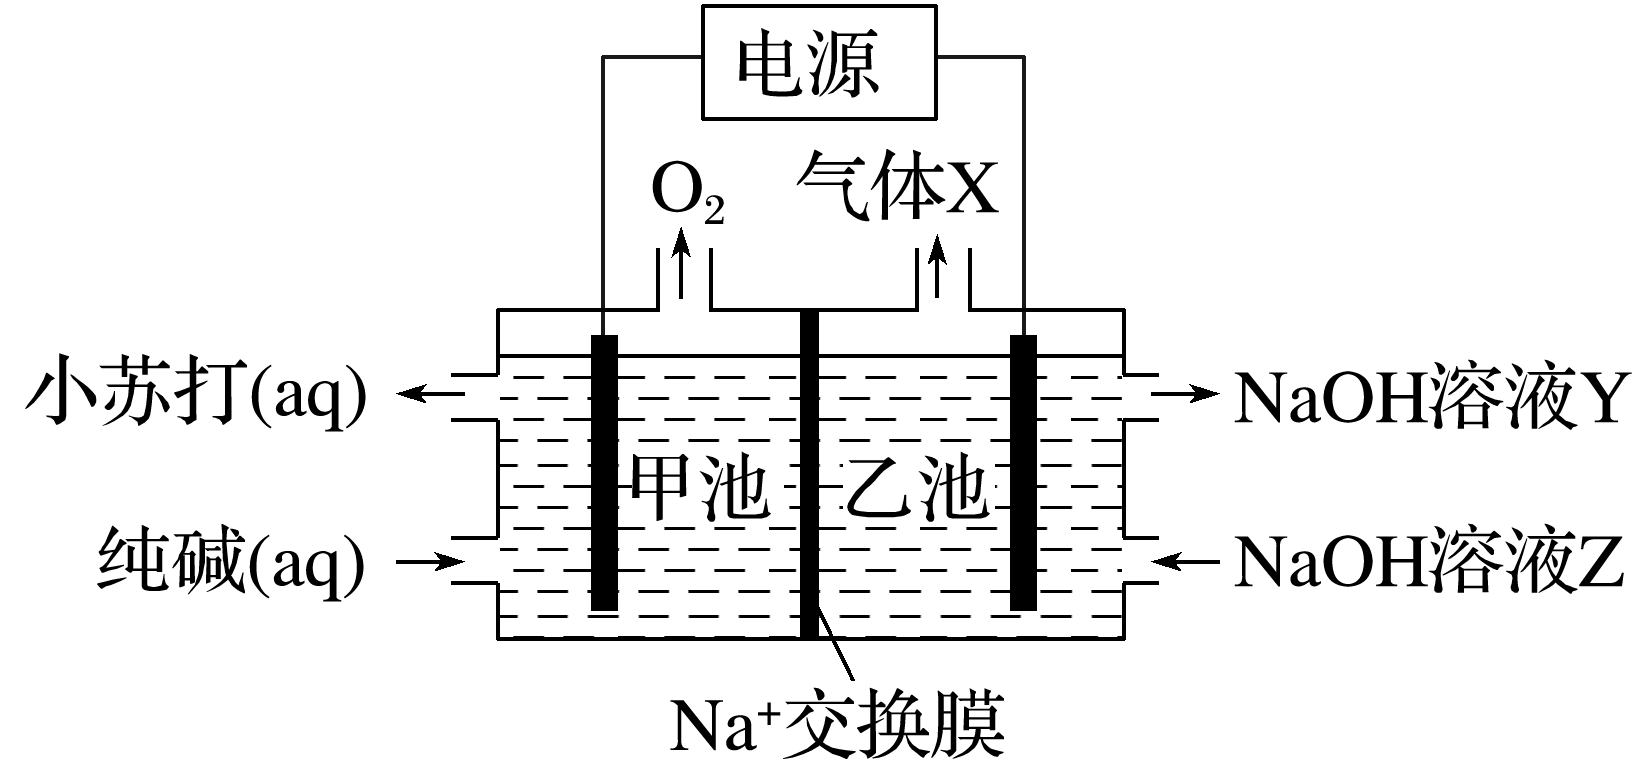 电源
O₂
气体X
小苏打(aq)
NaOH溶液Y
甲池
乙池
纯碱(aq)
NaOH溶液Z
Na⁺交换膜